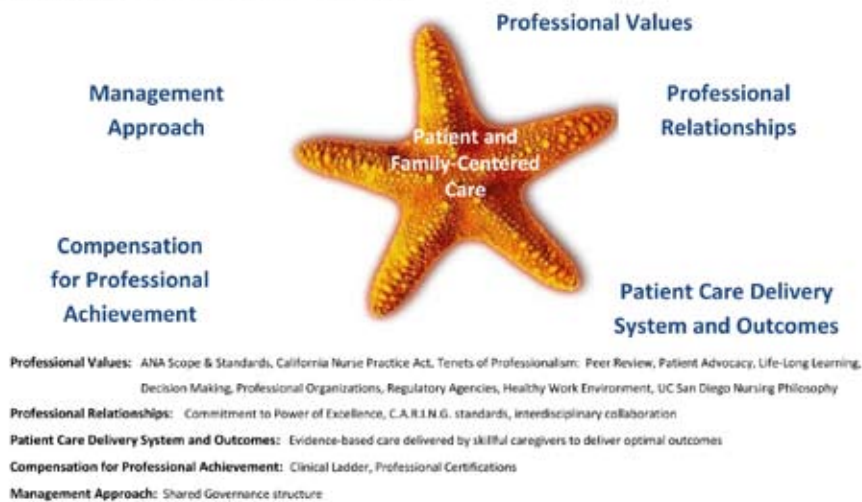 Professional Values
Management
Approach
Professional
Relationships
Patient and
Family-Centered
Care
Compensation
for Professional
Achievement
Patient Care Delivery
System and Outcomes
Professional Values: ANA Scope & Standards, California Nurse Practice Act, Tenets of Professionalism: Peer Review, Patient Advocacy, Life-Long Learning,
Decision Making, Professional Organizations, Regulatory Agencies, Healthy Work Environment, UC San Diego Nursing Philosophy
Professional Relationships: Commitment to Power of Excellence, C.A.R.I.N.G. standards, interdisciplinary collaboration
Patient Care Delivery System and Outcomes: Evidence-based care delivered by skillful caregivers to deliver optimal outcomes
Compensation for Professional Achievement: Clinical Ladder, Professional Certifications
Management Approach: Shared Governance structure